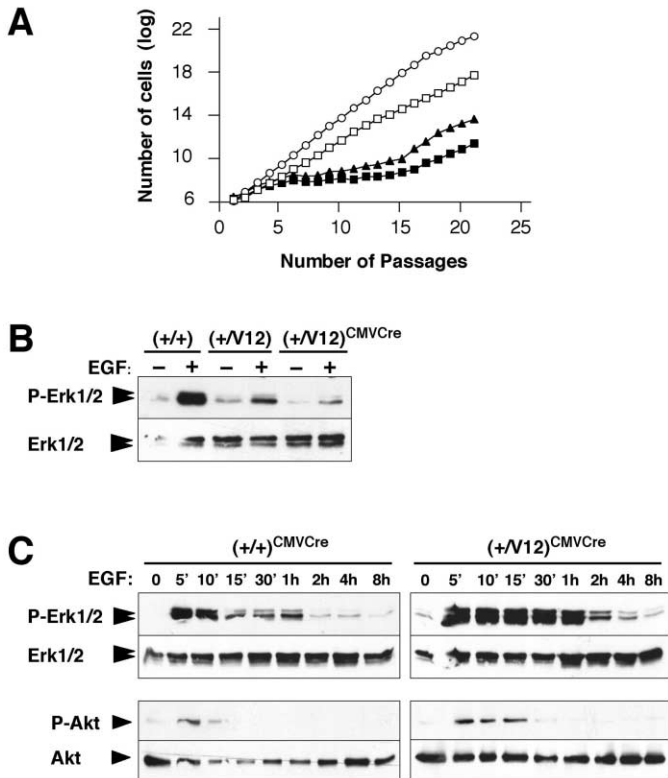 A
Number of cells (log)
22
18
14
10
6
0 5 10 15 20 25
Number of Passages
B
(+/+) (+/V12) (+/V12)CMVCre
EGF: – + – + – +
P-Erk1/2
Erk1/2
C
(+/+)CMVCre (+/V12)CMVCre
EGF: 0 5' 10' 15' 30' 1h 2h 4h 8h 0 5' 10' 15' 30' 1h 2h 4h 8h
P-Erk1/2
Erk1/2
P-Akt
Akt